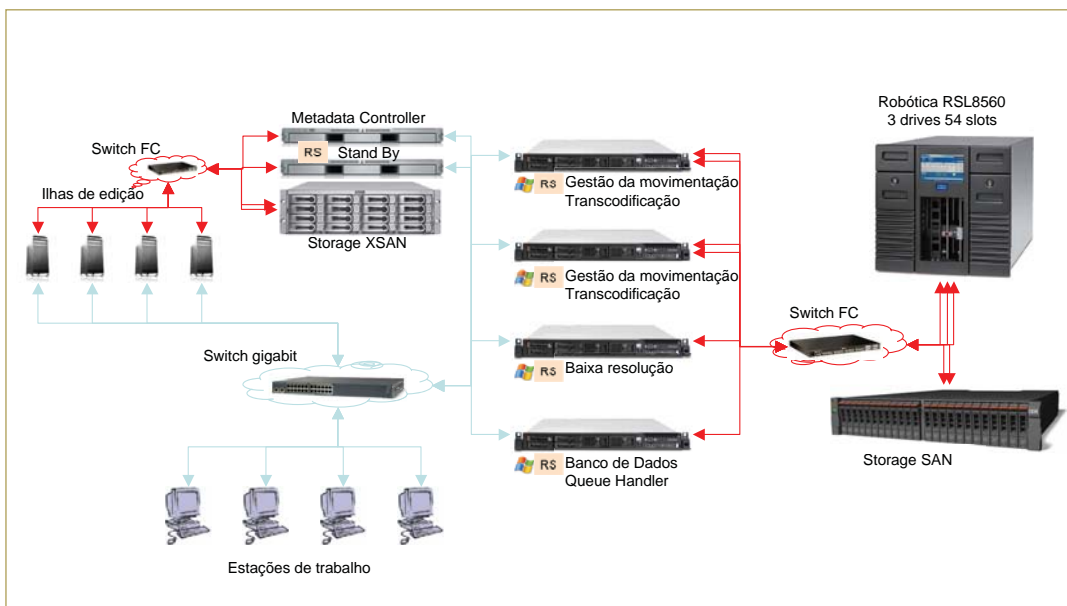 Robótica RSL8560
3 drives 54 slots
Metadata Controller
Switch FC
RS
Stand By
RS
Gestão da movimentação
Transcodificação
Ilhas de edição
Storage XSAN
RS
Gestão da movimentação
Transcodificação
Switch FC
Switch gigabit
RS
Baixa resolução
Storage SAN
RS
Banco de Dados
Queue Handler
Estações de trabalho